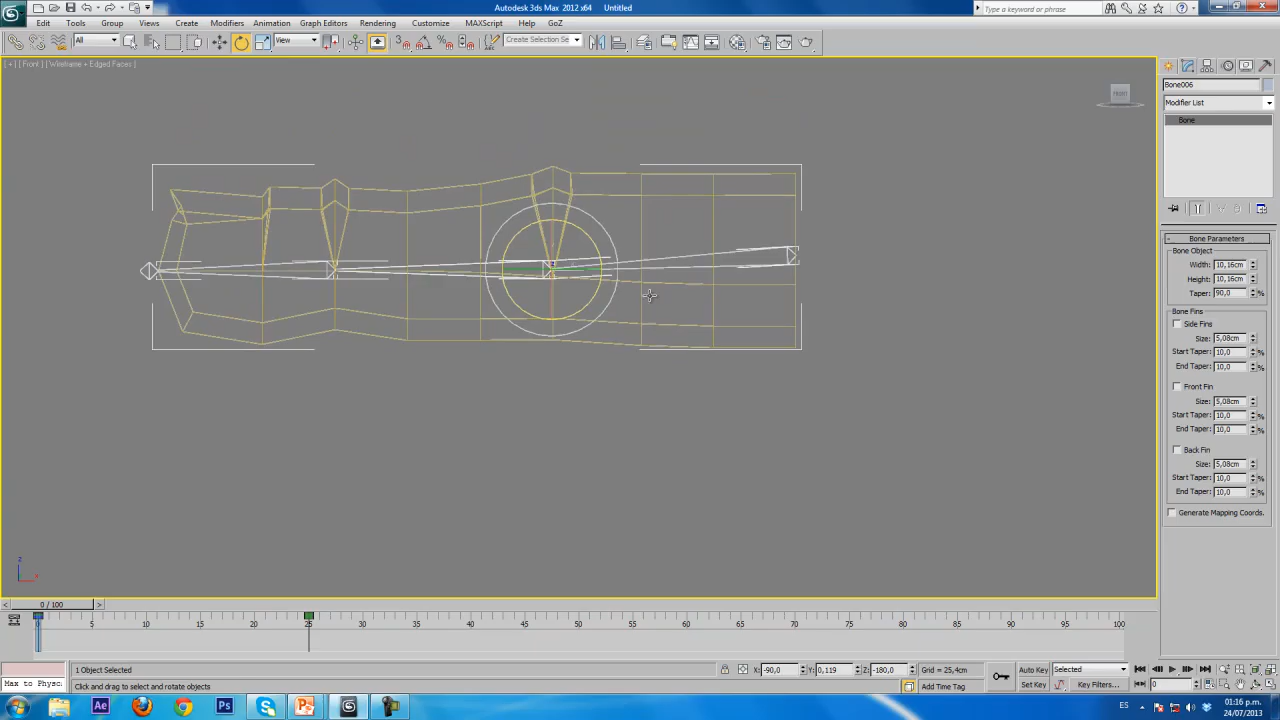 Autodesk 3ds Max 2012 x64     Untitled
Type a keyword or phrase
Edit Tools Group Views Create Modifiers Animation Graph Editors Rendering Customize MAXScript Help GoZ
All View Create Selection Se
[ + ] [ Front ] [ Wireframe + Edged Faces ]
FRONT
Bone006
Modifier List
Bone
Bone Parameters
Bone Object
Width: 10,16cm
Height: 10,16cm
Taper: 90,0 %
Bone Fins
Side Fins
Size: 5,08cm
Start Taper: 10,0 %
End Taper: 10,0 %
Front Fin
Size: 5,08cm
Start Taper: 10,0 %
End Taper: 10,0 %
Back Fin
Size: 5,08cm
Start Taper: 10,0 %
End Taper: 10,0 %
Generate Mapping Coords.
z
x
< 0 / 100 >
0 5 10 15 20 25 30 35 40 45 50 55 60 65 70 75 80 85 90 95 100
1 Object Selected X: -90,0 Y: 0,119 Z: -180,0 Grid = 25,4cm Auto Key Selected
Max to Physc Click and drag to select and rotate objects Add Time Tag Set Key Key Filters... 0
Ae Ps ES 01:16 p.m.
24/07/2013